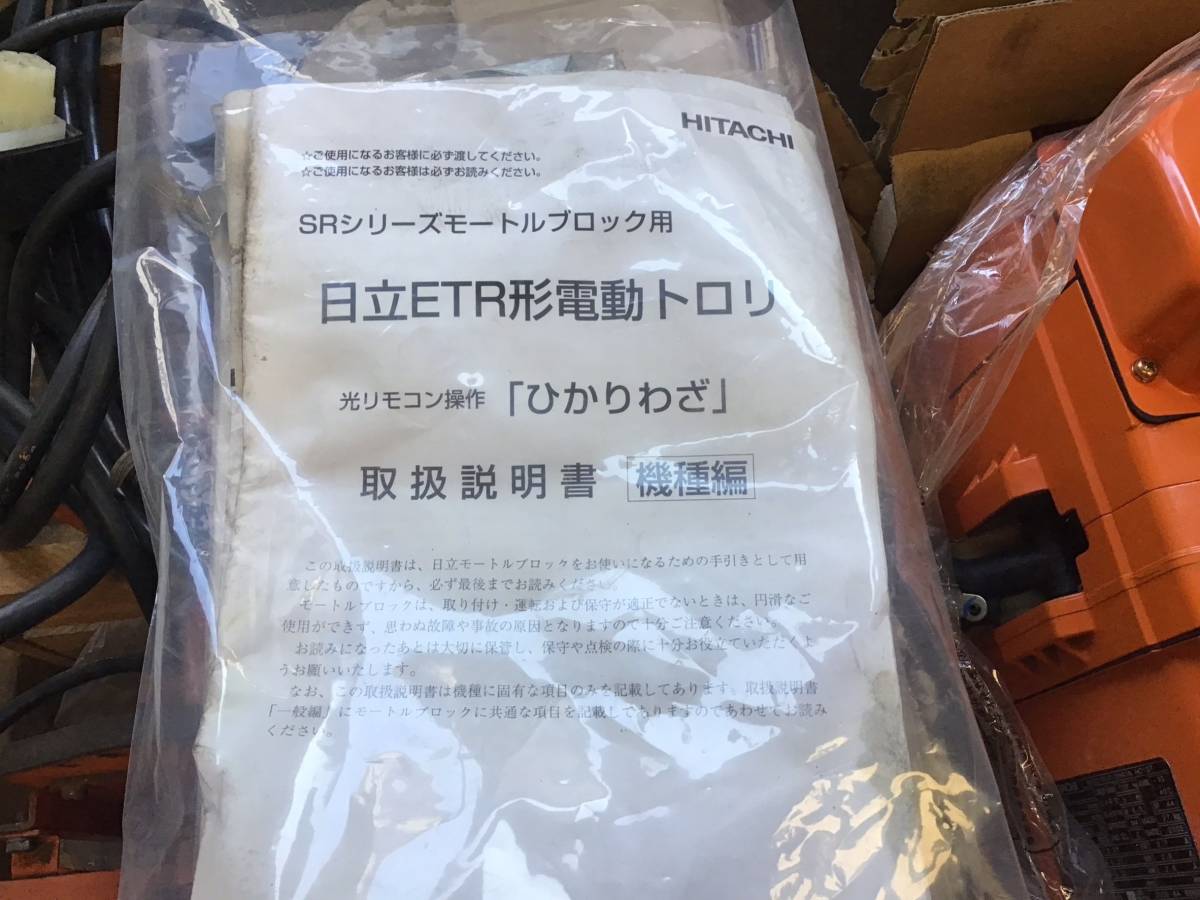 HITACHI
☆ご使用になるお客様に必ず渡してください。
☆ご使用になるお客様は必ずお読みください。
SRシリーズモートルブロック用
日立ETR形電動トロリ
光リモコン操作「ひかりわざ」
取扱説明書 機種編
この取扱説明書は、日立モートルブロックをお使いになるための手引きとして用
意したものですから、必ず最後までお読みください。
モートルブロックは、取り付け・運転および保守が適正でないときは、円滑なご
使用ができず、思わぬ故障や事故の原因となりますので十分ご注意ください。
お読みになったあとは大切に保管し、保守や点検の際に十分お役立ていただくよ
うお願いいたします。
なお、この取扱説明書は機種に固有な項目のみを記載してあります。取扱説明書
「一般編」にモートルブロックに共通な項目を記載してありますのであわせてお読み
ください。